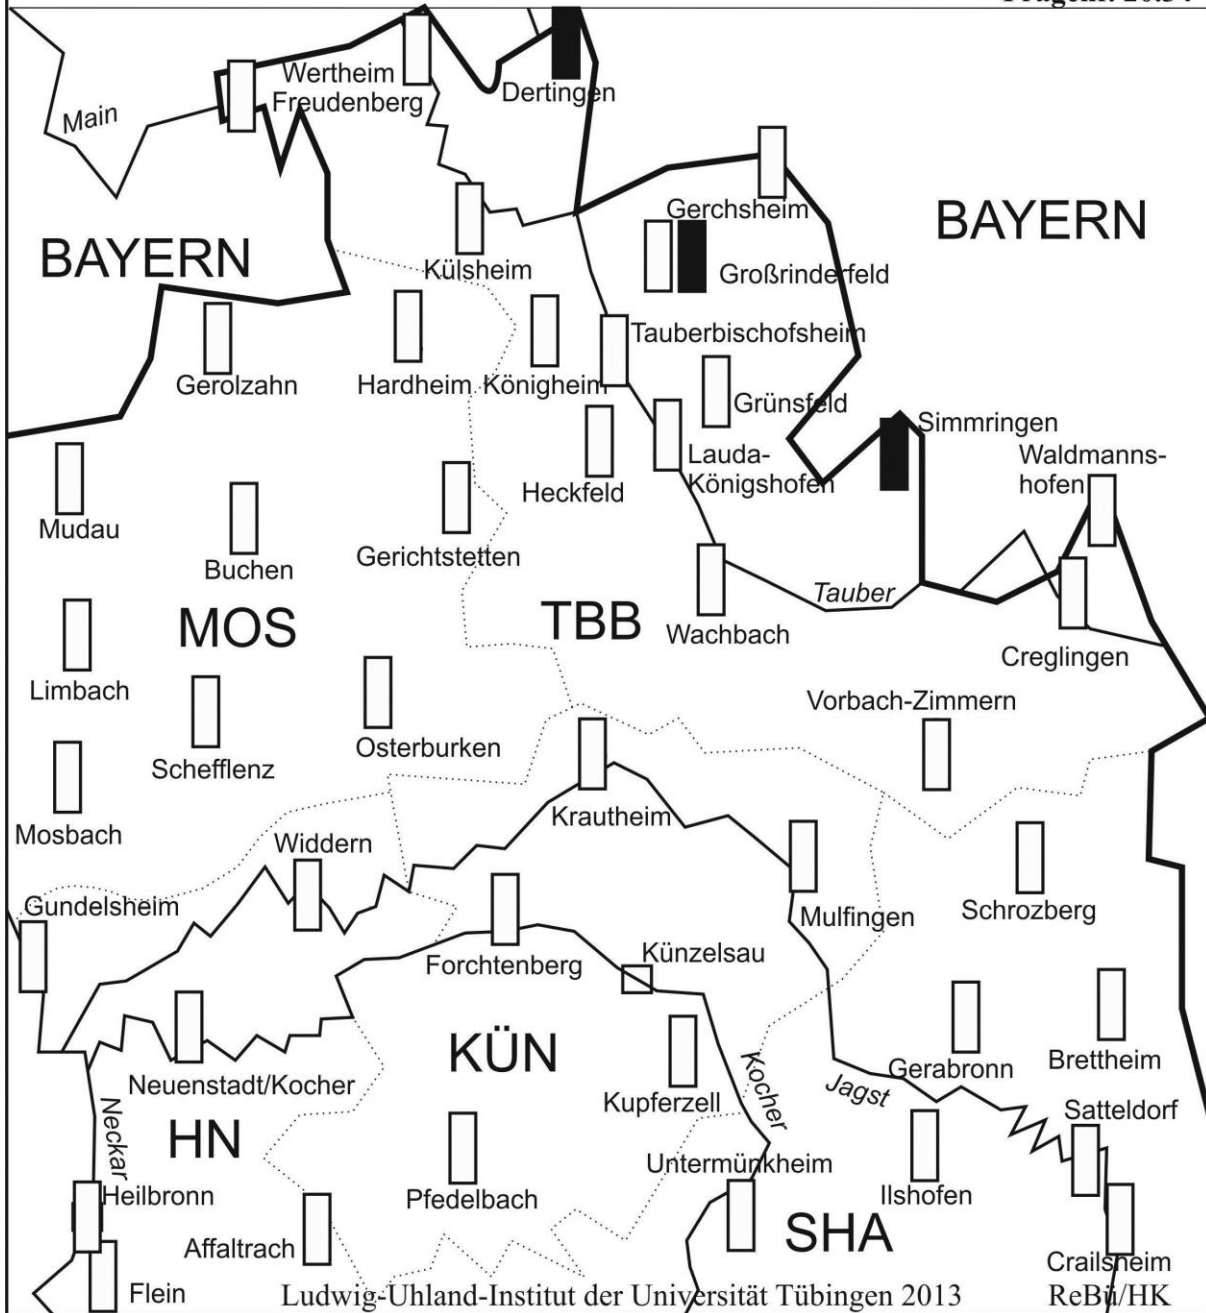 Wertheim
Freudenberg
Dertingen
Main
Gerchsheim
BAYERN
BAYERN
Külsheim
Großrinderfeld
Tauberbischofsheim
Gerolzahn
Hardheim
Königheim
Grünsfeld
Simmringen
Lauda-
Königshofen
Waldmanns-
hofen
Heckfeld
Mudau
Buchen
Gerichtstetten
MOS
TBB
Tauber
Wachbach
Creglingen
Limbach
Vorbach-Zimmern
Schefflenz
Osterburken
Mosbach
Krautheim
Widdern
Gundelsheim
Mulfingen
Schrozberg
Forchtenberg
Künzelsau
KÜN
Neuenstadt/Kocher
Kupferzell
Kocher
Jagst
Gerabronn
Brettheim
Satteldorf
Neckar
HN
Heilbronn
Pfedelbach
Untermünkheim
Ilshofen
Affaltrach
SHA
Crailsheim
Flein
Ludwig-Uhland-Institut der Universität Tübingen 2013
ReBü/HK